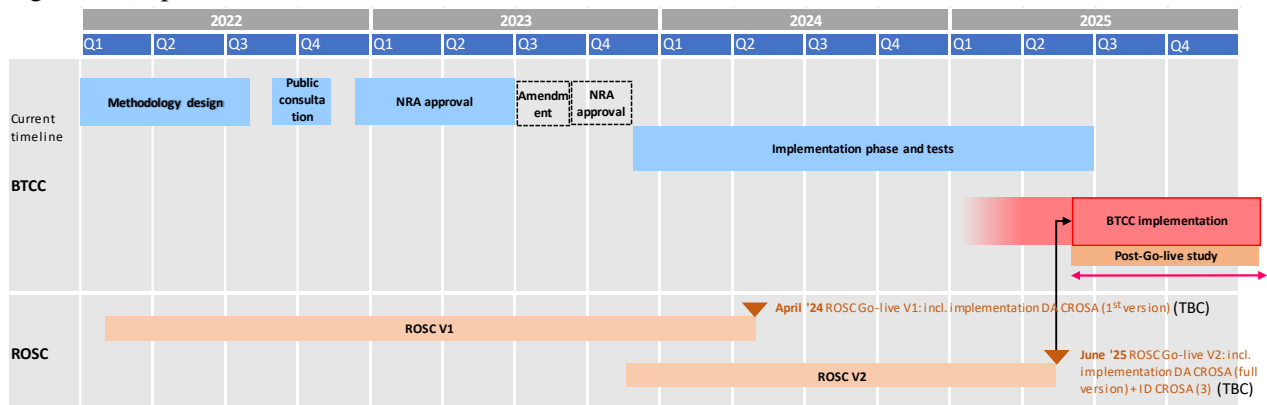 2022 2023 2024 2025
Q1 Q2 Q3 Q4 Q1 Q2 Q3 Q4 Q1 Q2 Q3 Q4 Q1 Q2 Q3 Q4
Current
timeline
BTCC
Methodology design
Public
consulta
tion
NRA approval
Amendm
ent
NRA
approval
Implementation phase and tests
BTCC implementation
Post-Go-live study
ROSC
April '24 ROSC Go-live V1: incl. implementation DA CROSA (1st version) (TBC)
ROSC V1
June '25 ROSC Go-live V2: incl.
implementation DA CROSA (full
version) + ID CROSA (3) (TBC)
ROSC V2